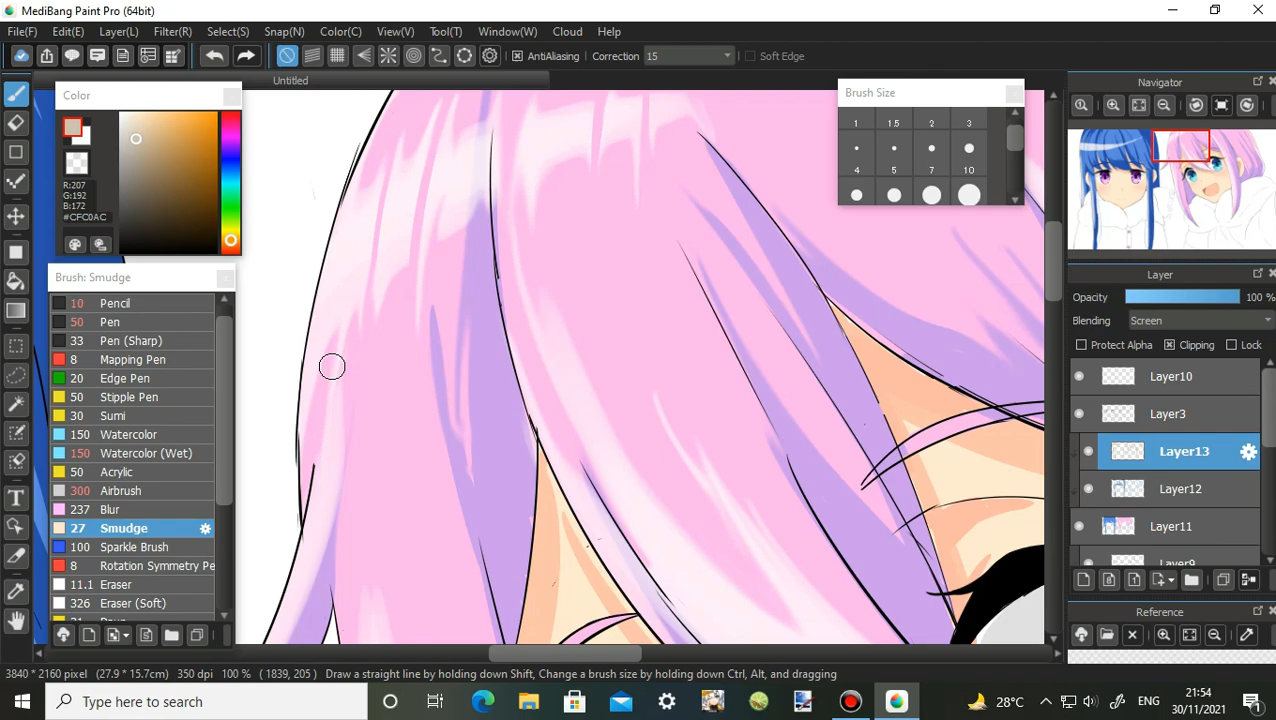 MediBang Paint Pro (64bit)
File(F) Edit(E) Layer(L) Filter(R) Select(S) Snap(N) Color(C) View(V) Tool(T) Window(W) Cloud Help
AntiAliasing Correction 15 Soft Edge
Untitled
Color
R:207
G:192
B:172
#CFC0AC
Brush: Smudge
10 Pencil
50 Pen
33 Pen (Sharp)
8 Mapping Pen
20 Edge Pen
50 Stipple Pen
30 Sumi
150 Watercolor
150 Watercolor (Wet)
50 Acrylic
300 Airbrush
237 Blur
27 Smudge
100 Sparkle Brush
8 Rotation Symmetry Pe
11.1 Eraser
326 Eraser (Soft)
Brush Size
1 1.5 2 3
4 5 7 10
Navigator
Layer
Opacity 100 %
Blending Screen
Protect Alpha Clipping Lock
Layer10
Layer3
Layer13
Layer12
Layer11
Reference
3840 * 2160 pixel (27.9 * 15.7cm) 350 dpi 100 % ( 1839, 205 ) Draw a straight line by holding down Shift, Change a brush size by holding down Ctrl, Alt, and dragging
Type here to search
28°C
ENG
21:54
30/11/2021
1